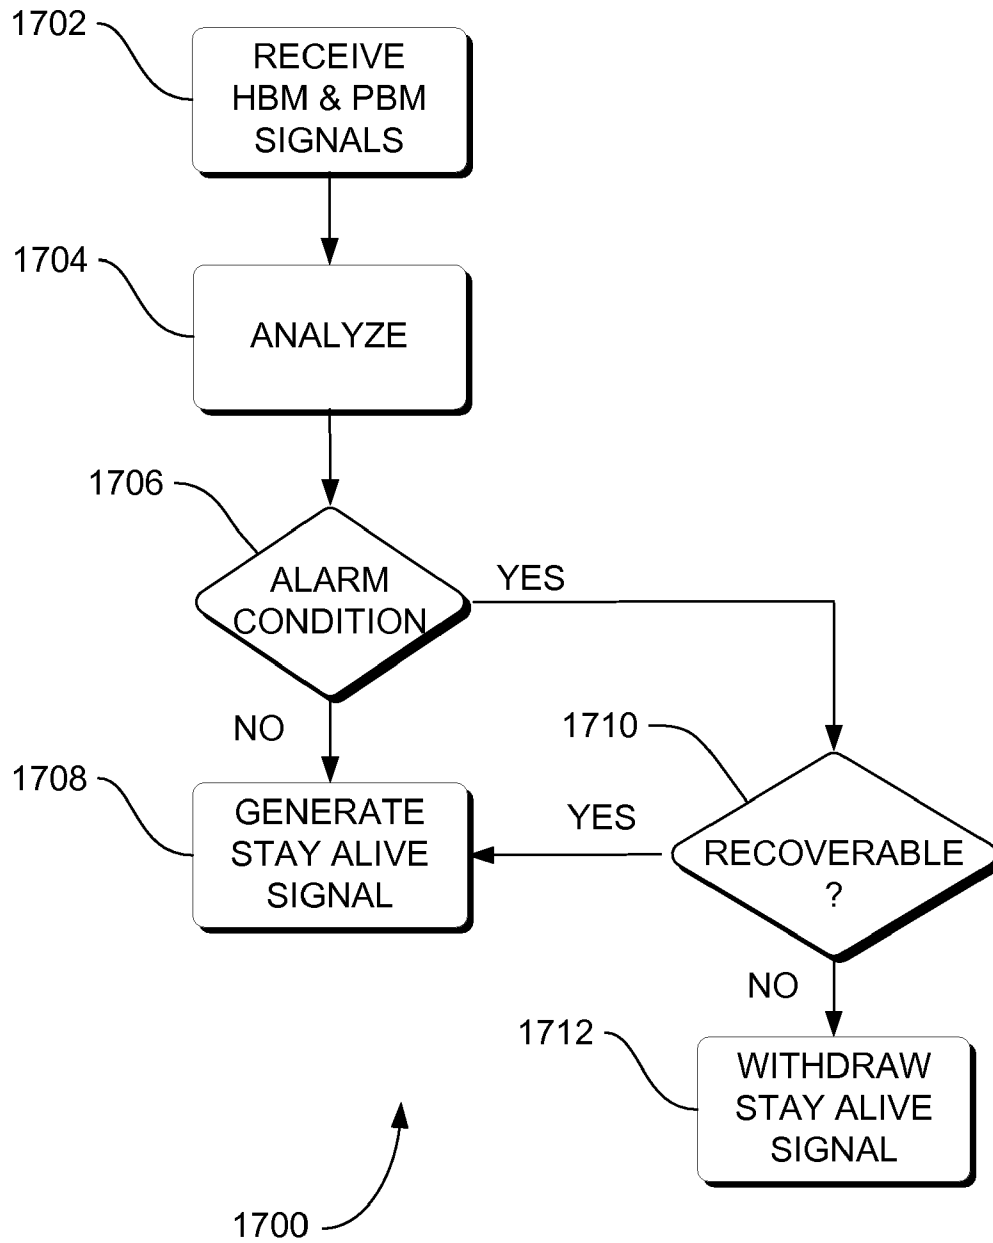 1702
RECEIVE
HBM & PBM
SIGNALS
1704
ANALYZE
1706
ALARM
CONDITION
YES
NO
1710
1708
GENERATE
STAY ALIVE
SIGNAL
YES
RECOVERABLE
?
NO
1712
WITHDRAW
STAY ALIVE
SIGNAL
1700